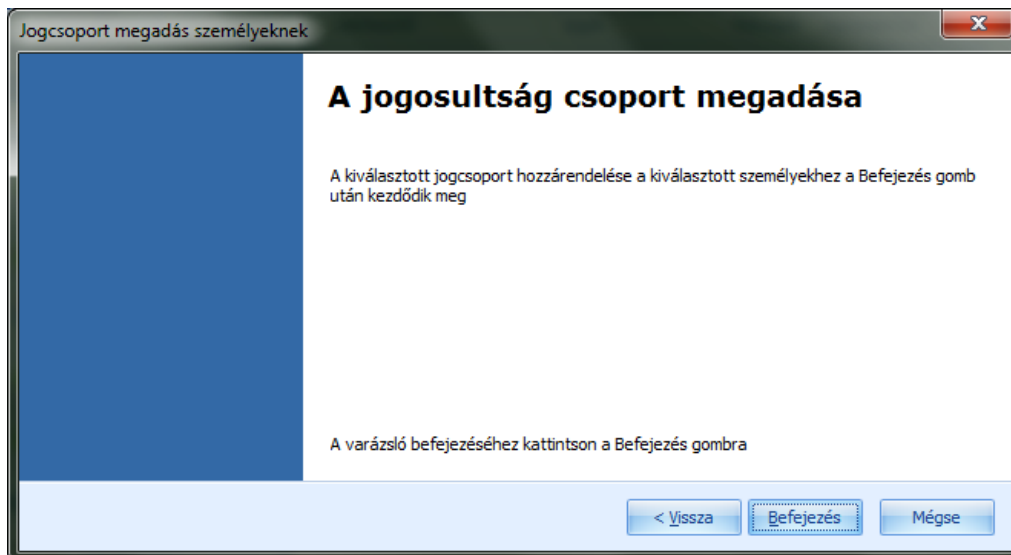 Jogcsoport megadás személyeknek
A jogosultság csoport megadása
A kiválasztott jogcsoport hozzárendelése a kiválasztott személyekhez a Befejezés gomb
után kezdődik meg
A varázsló befejezéséhez kattintson a Befejezés gombra
< Vissza
Befejezés
Mégse